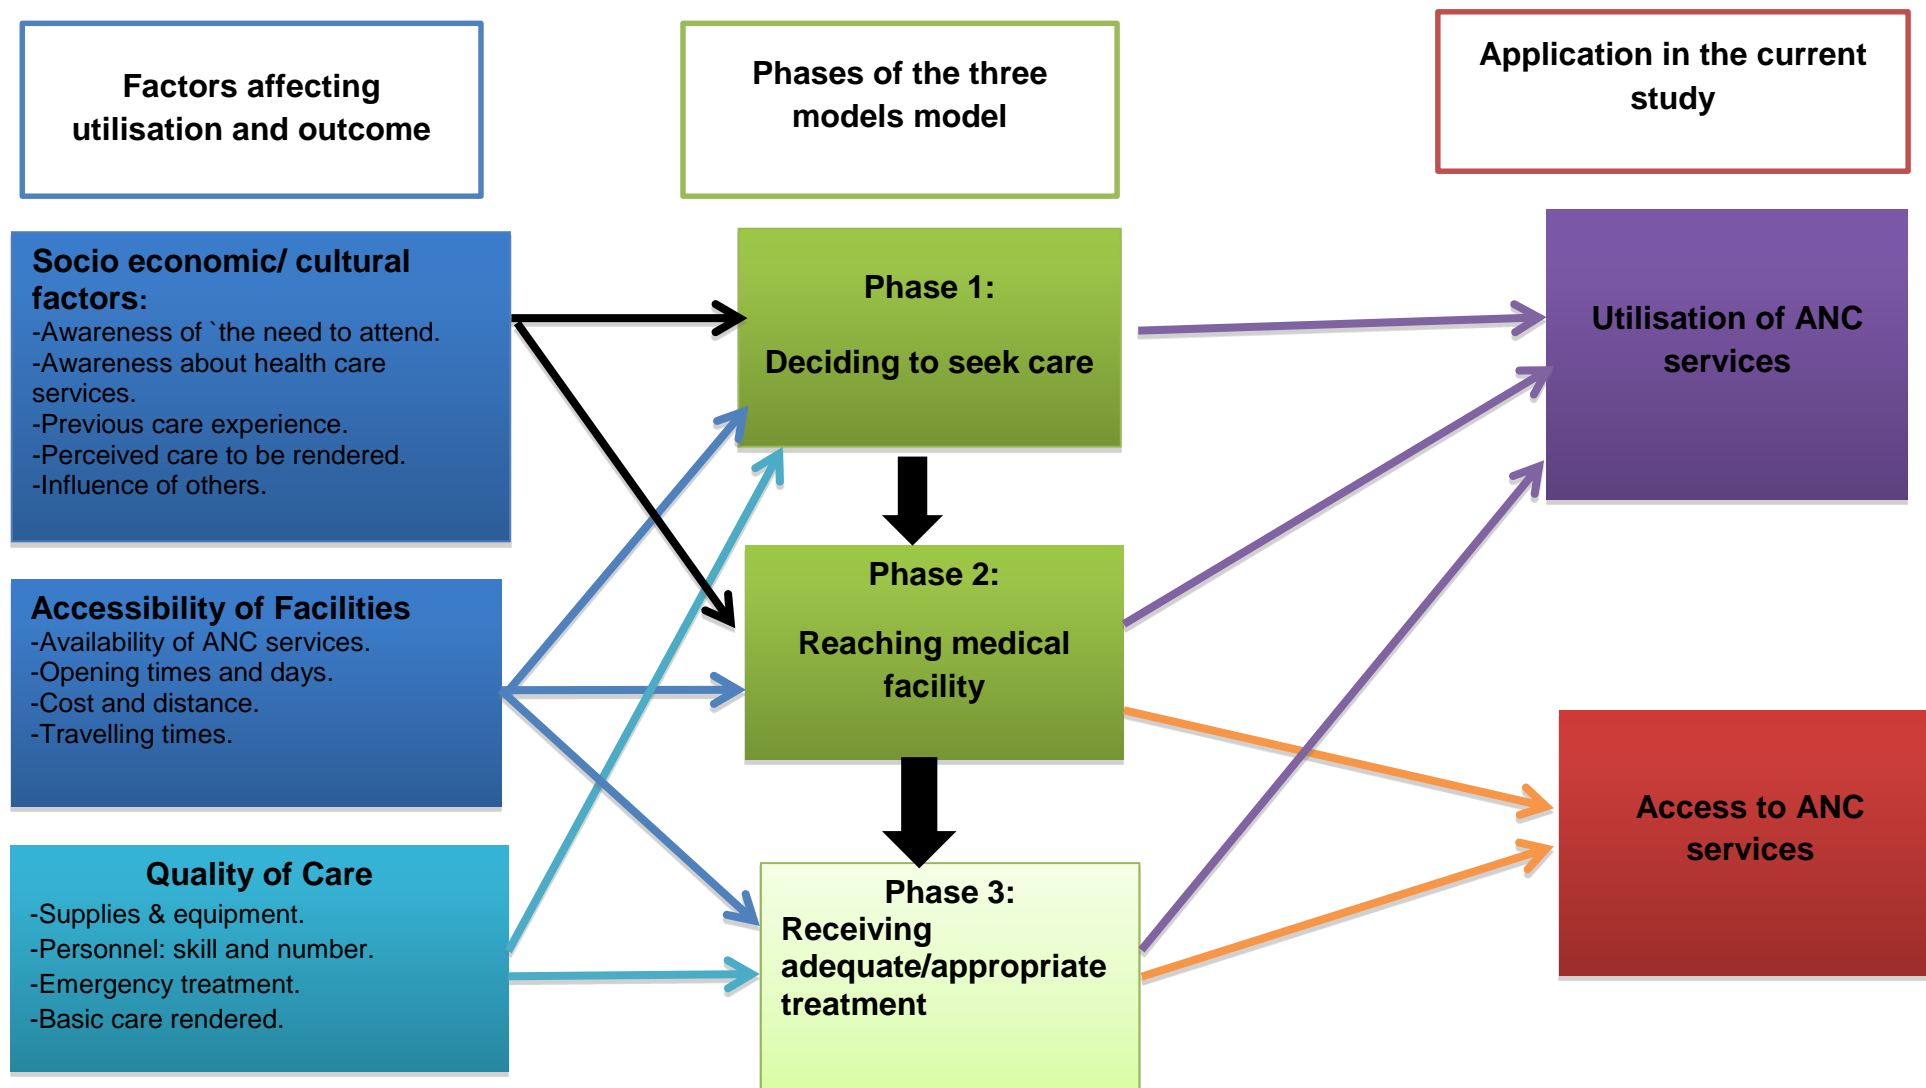 Factors affecting
utilisation and outcome
Phases of the three
models model
Application in the current
study
Socio economic/ cultural
factors:
-Awareness of `the need to attend.
-Awareness about health care
services.
-Previous care experience.
-Perceived care to be rendered.
-Influence of others.
Accessibility of Facilities
-Availability of ANC services.
-Opening times and days.
-Cost and distance.
-Travelling times.
Quality of Care
-Supplies & equipment.
-Personnel: skill and number.
-Emergency treatment.
-Basic care rendered.
Phase 1:
Deciding to seek care
Phase 2:
Reaching medical
facility
Phase 3:
Receiving
adequate/appropriate
treatment
Utilisation of ANC
services
Access to ANC
services